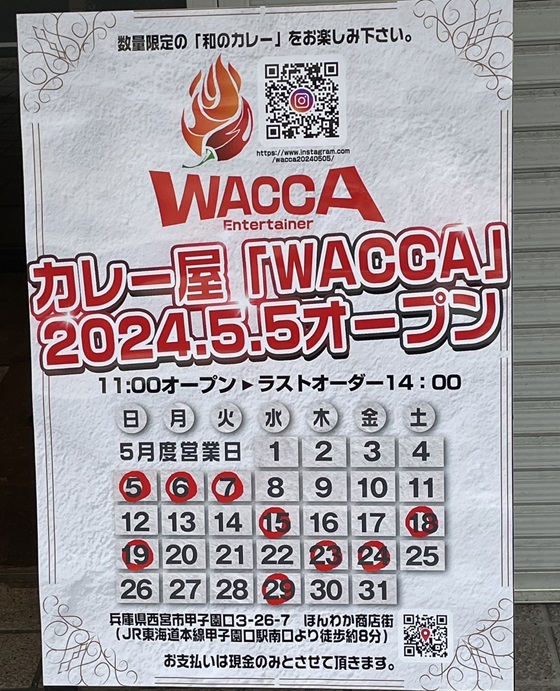 数量限定の「和のカレー」をお楽しみ下さい。
https://www.instagram.com
/wacca20240505/
WACCA
Entertainer
カレー屋「WACCA」
2024.5.5オープン
11:00オープン▶ラストオーダー14：00
日 月 火 水 木 金 土
5月度営業日 1 2 3 4
5 6 7 8 9 10 11
12 13 14 15 16 17 18
19 20 21 22 23 24 25
26 27 28 29 30 31
兵庫県西宮市甲子園口3-26-7 ほんわか商店街
（JR東海道本線甲子園口駅南口より徒歩約8分）
お支払いは現金のみとさせて頂きます。